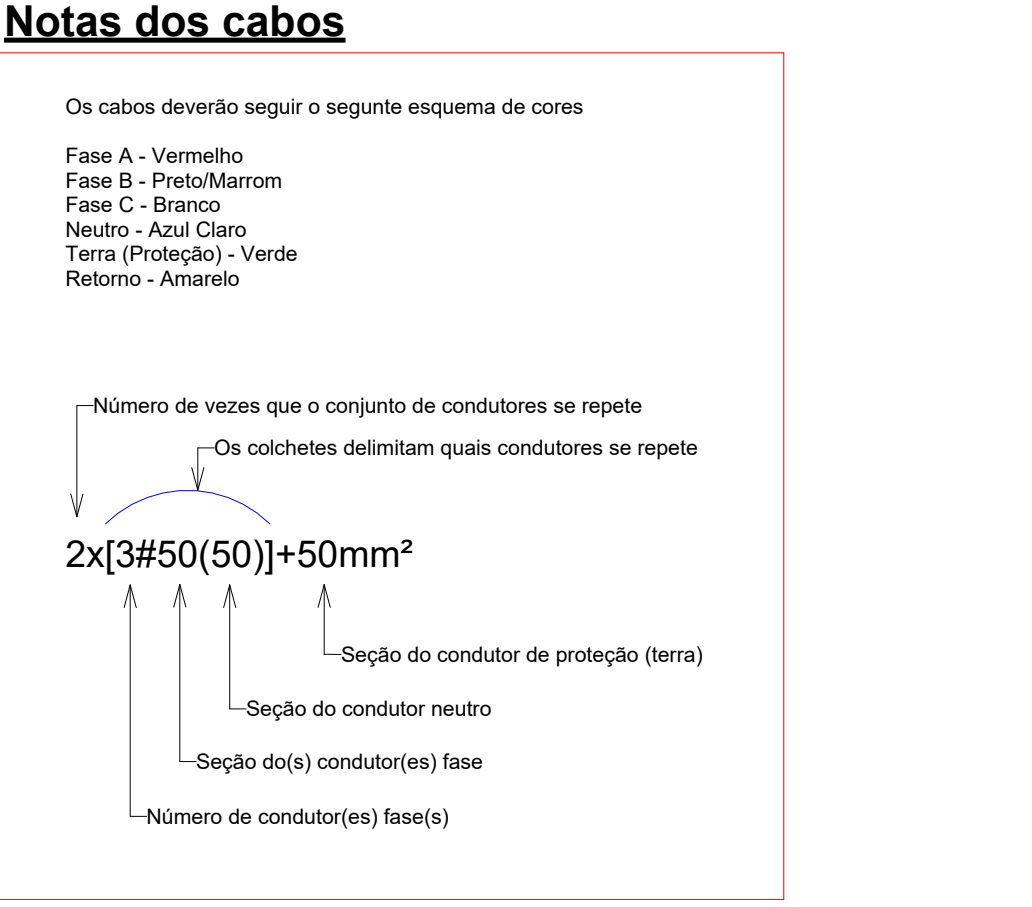 Notas dos cabos
Os cabos deverão seguir o segunte esquema de cores
Fase A - Vermelho
Fase B - Preto/Marrom
Fase C - Branco
Neutro - Azul Claro
Terra (Proteção) - Verde
Retorno - Amarelo
Número de vezes que o conjunto de condutores se repete
Os colchetes delimitam quais condutores se repete
2x[3#50(50)]+50mm²
Seção do condutor de proteção (terra)
Seção do condutor neutro
Seção do(s) condutor(es) fase
Número de condutor(es) fase(s)